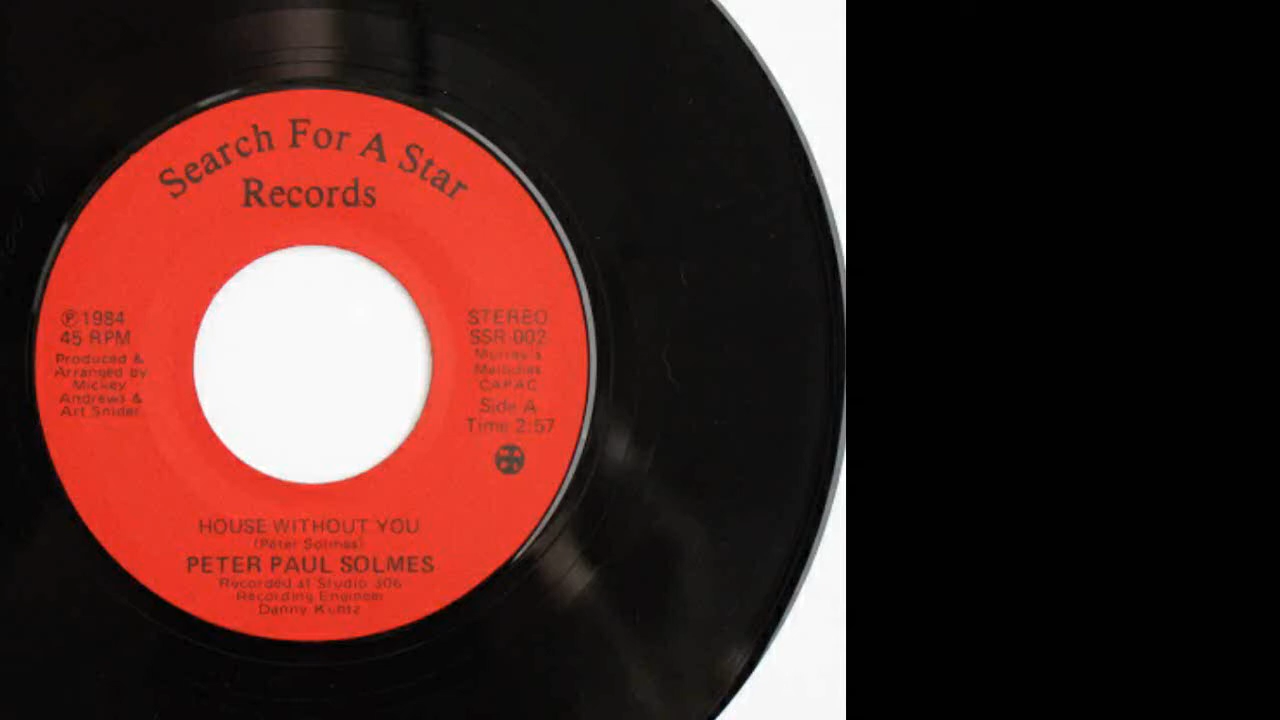 Search For A Star
Records
℗ 1984
45 RPM
Produced &
Arranged by
Mickey
Andrews &
Art Snider
STEREO
SSR-002
Murray's
Melodies
CAPAC
Side A
Time 2:57
HOUSE WITHOUT YOU
(Peter Solmes)
PETER PAUL SOLMES
Recorded at Studio 306
Recording Engineer
Danny Kuntz